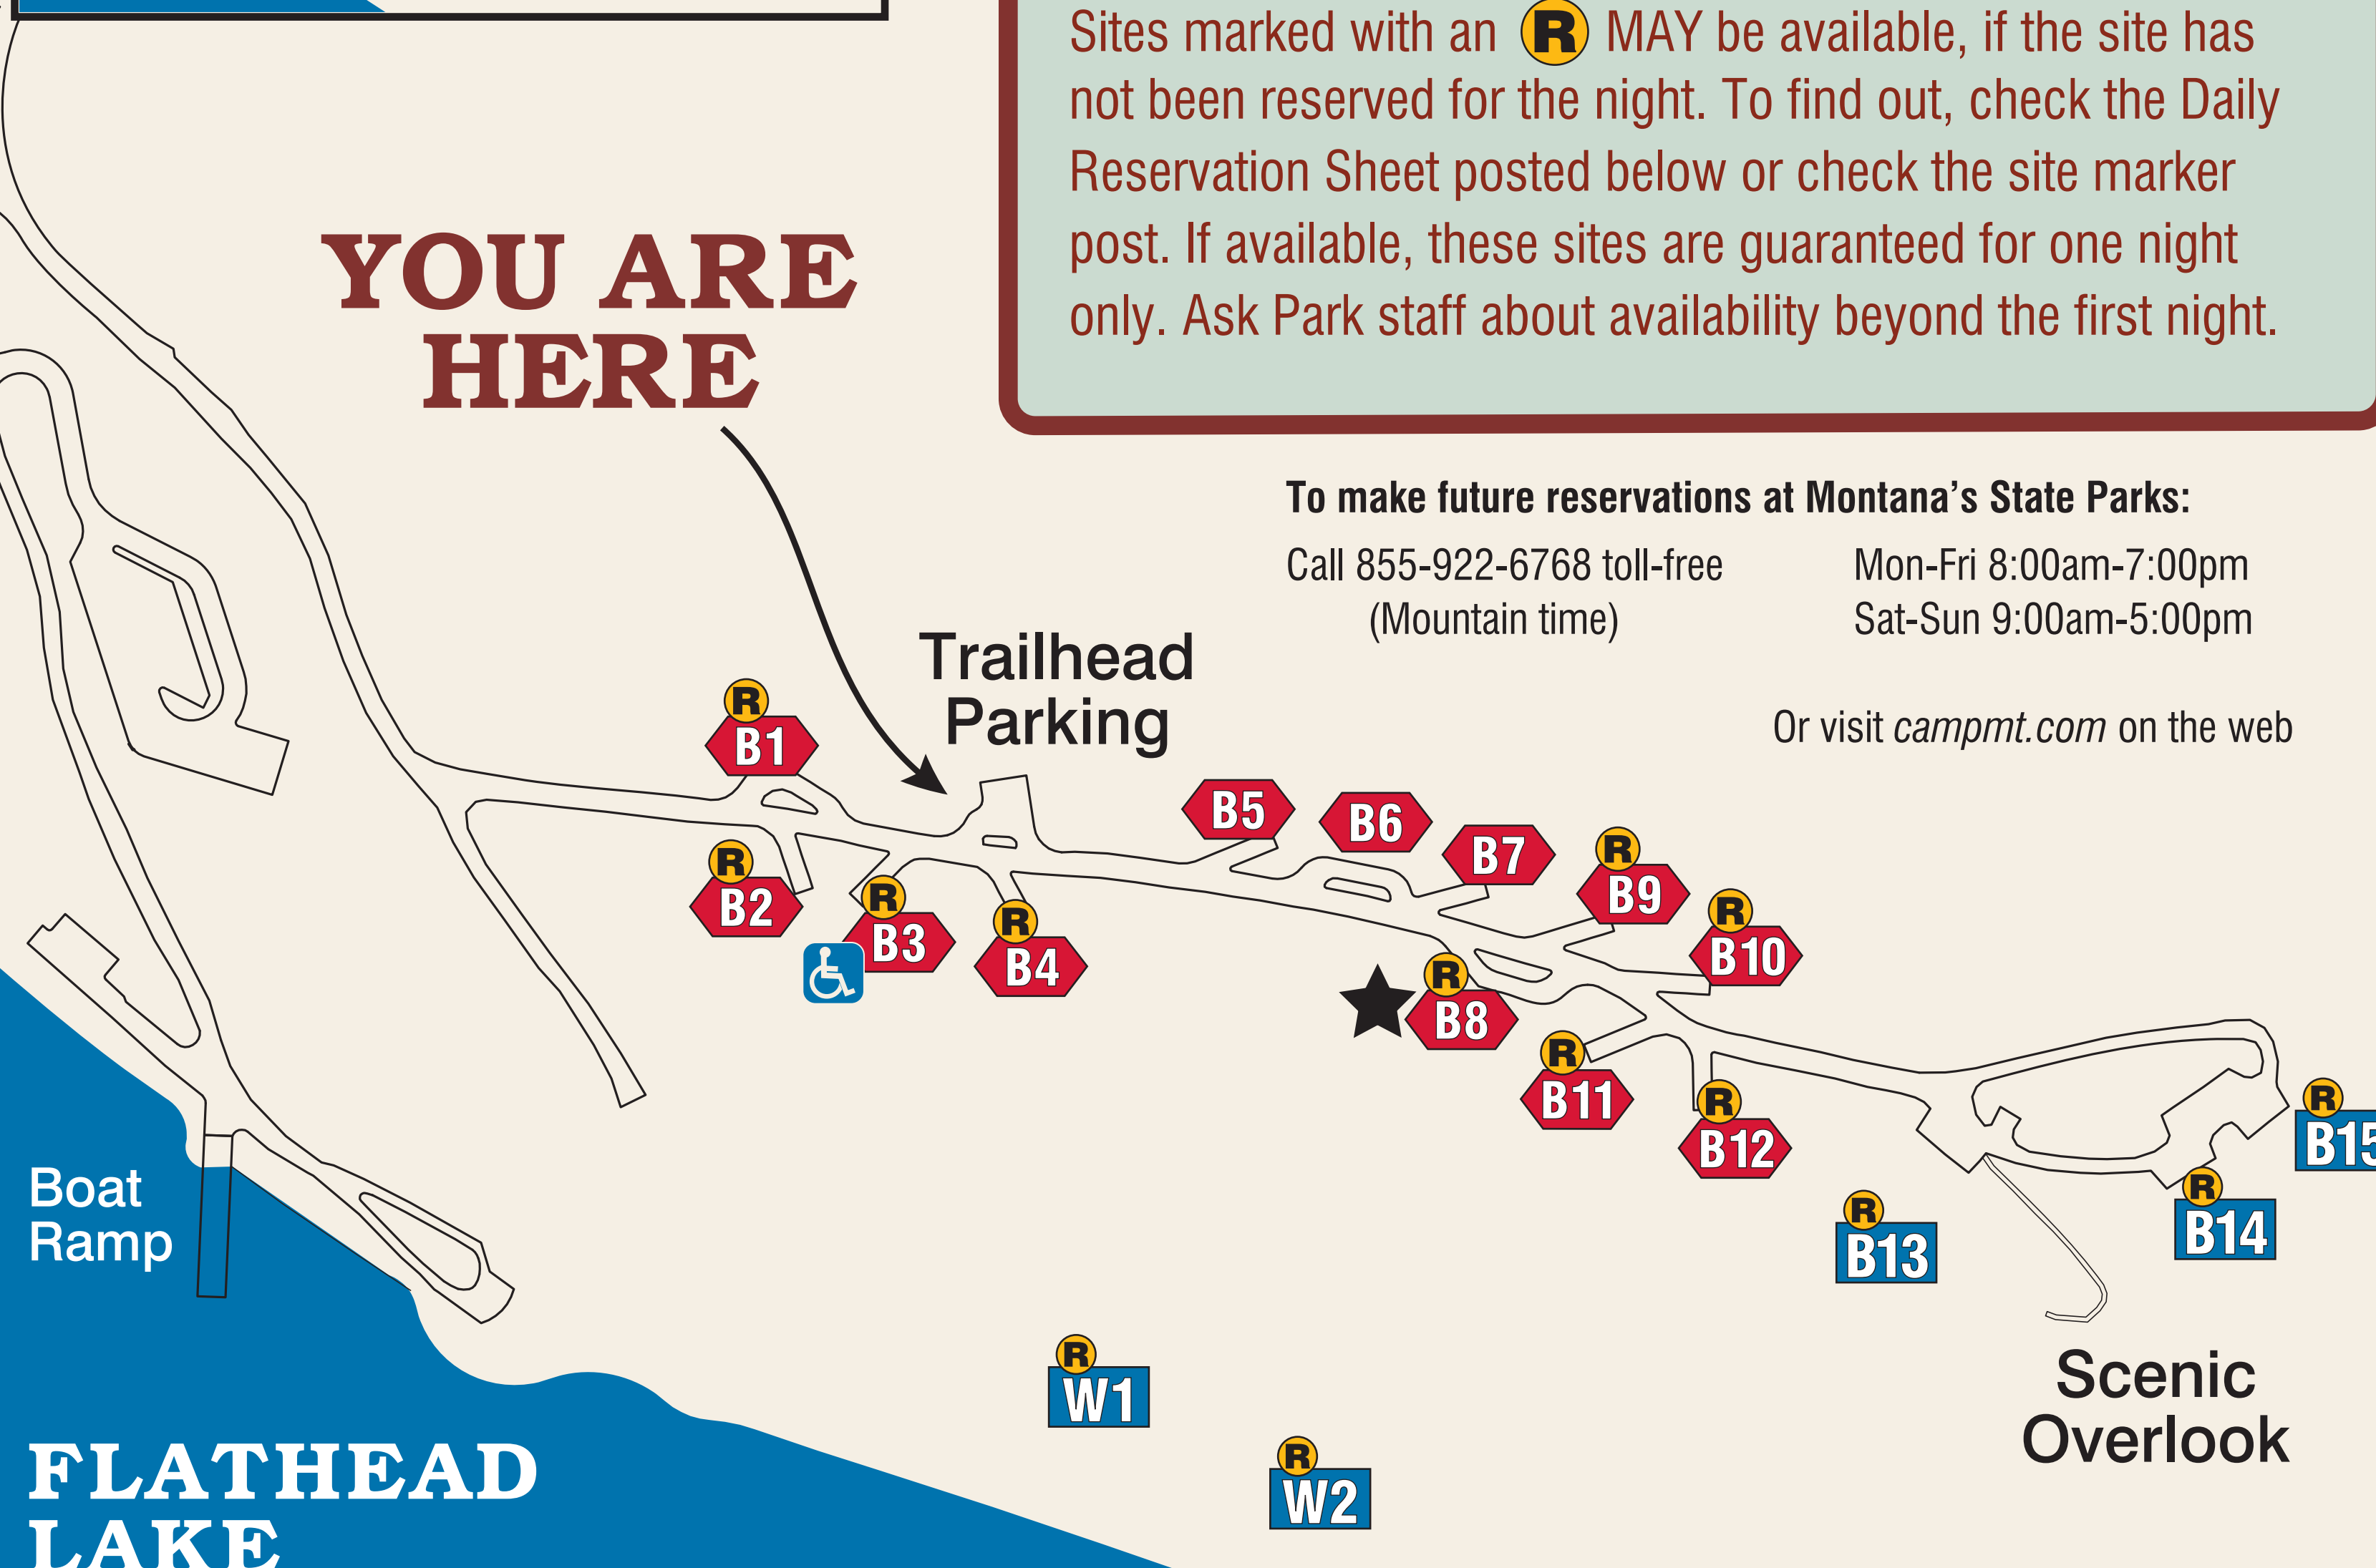 Sites marked with an R MAY be available, if the site has
not been reserved for the night. To find out, check the Daily
Reservation Sheet posted below or check the site marker
post. If available, these sites are guaranteed for one night
only. Ask Park staff about availability beyond the first night.
YOU ARE
HERE
To make future reservations at Montana's State Parks:
Call 855-922-6768 toll-free
(Mountain time)
Mon-Fri 8:00am-7:00pm
Sat-Sun 9:00am-5:00pm
Or visit campmt.com on the web
Trailhead
Parking
R
B1
R
B2
R
B3
R
B4
B5
B6
B7
R
B8
R
B9
R
B10
R
B11
R
B12
R
B13
R
B14
R
B15
Boat
Ramp
R
W1
R
W2
Scenic
Overlook
FLATHEAD
LAKE